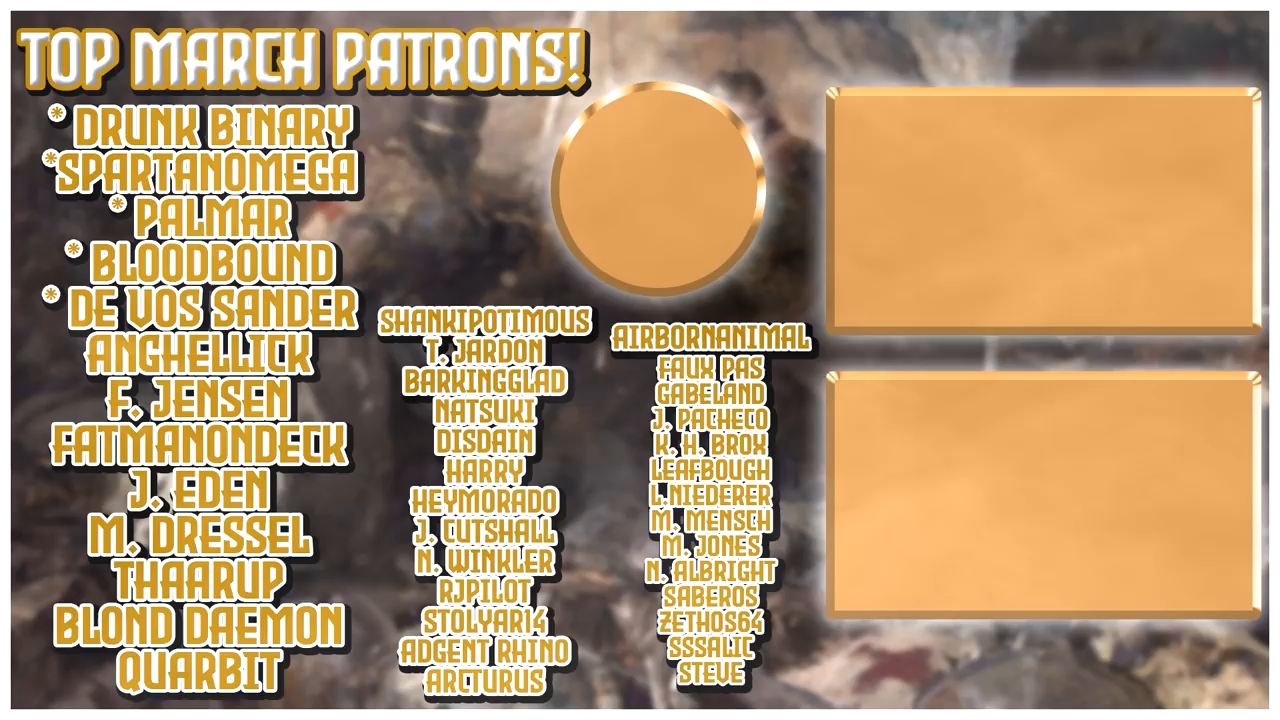 TOP MARCH PATRONS!
* DRUNK BINARY
*SPARTANOMEGA
* PALMAR
* BLOODBOUND
* DE VOS SANDER
ANGHELLICK
F. JENSEN
FATMANONDECK
J. EDEN
M. DRESSEL
THAARUP
BLOND DAEMON
QUARBIT
SHANKIPOTIMOUS
T. JARDON
BARKINGGLAD
NATSUKI
DISDAIN
HARRY
HEYMORADO
J. CUTSHALL
N. WINKLER
RJPILOT
STOLYAR14
ADGENT RHINO
ARCTURUS
AIRBORNANIMAL
FAUX PAS
GABELAND
J. PACHECO
K. H. BROX
LEAFBOUGH
L.NIEDERER
M. MENSCH
M. JONES
N. ALBRIGHT
SABEROS
ZETHOS64
SSSALIC
STEVE